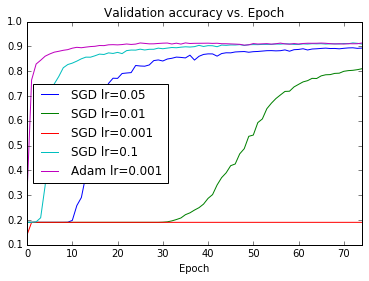 Validation accuracy vs. Epoch
1.0
0.9
0.8
0.7
0.6
0.5
0.4
0.3
0.2
0.1
SGD lr=0.05
SGD lr=0.01
SGD lr=0.001
SGD lr=0.1
Adam lr=0.001
0 10 20 30 40 50 60 70
Epoch